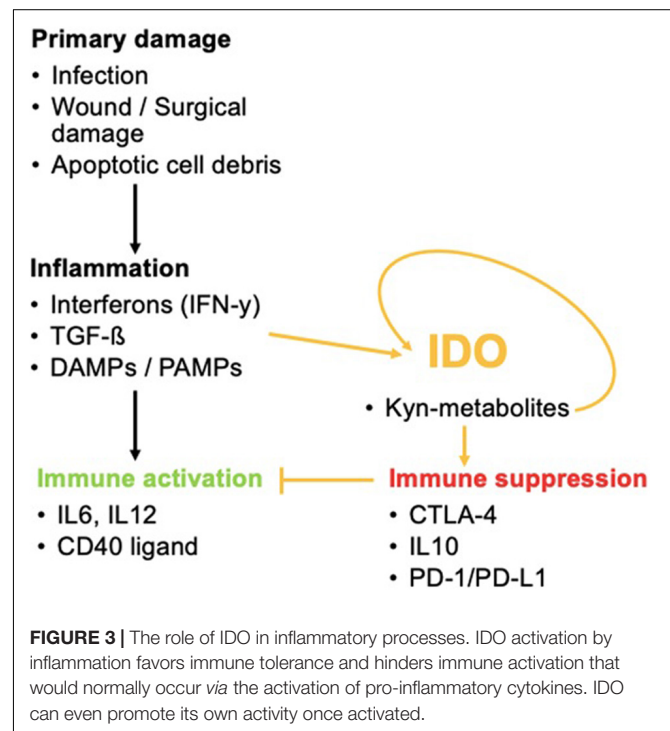 Primary damage
• Infection
• Wound / Surgical
damage
• Apoptotic cell debris
Inflammation
• Interferons (IFN-y)
• TGF-ß
• DAMPs / PAMPs
IDO
• Kyn-metabolites
Immune activation
• IL6, IL12
• CD40 ligand
Immune suppression
• CTLA-4
• IL10
• PD-1/PD-L1
FIGURE 3 | The role of IDO in inflammatory processes. IDO activation by
inflammation favors immune tolerance and hinders immune activation that
would normally occur via the activation of pro-inflammatory cytokines. IDO
can even promote its own activity once activated.